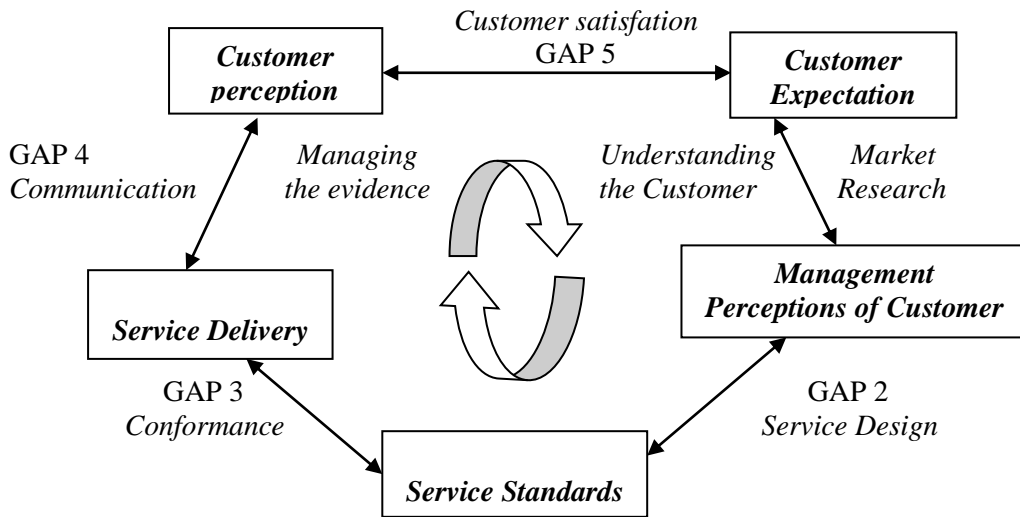 Customer satisfation
GAP 5
Customer
perception
Customer
Expectation
GAP 4
Communication
Managing
the evidence
Understanding
the Customer
Market
Research
Management
Perceptions of Customer
Service Delivery
GAP 3
Conformance
GAP 2
Service Design
Service Standards